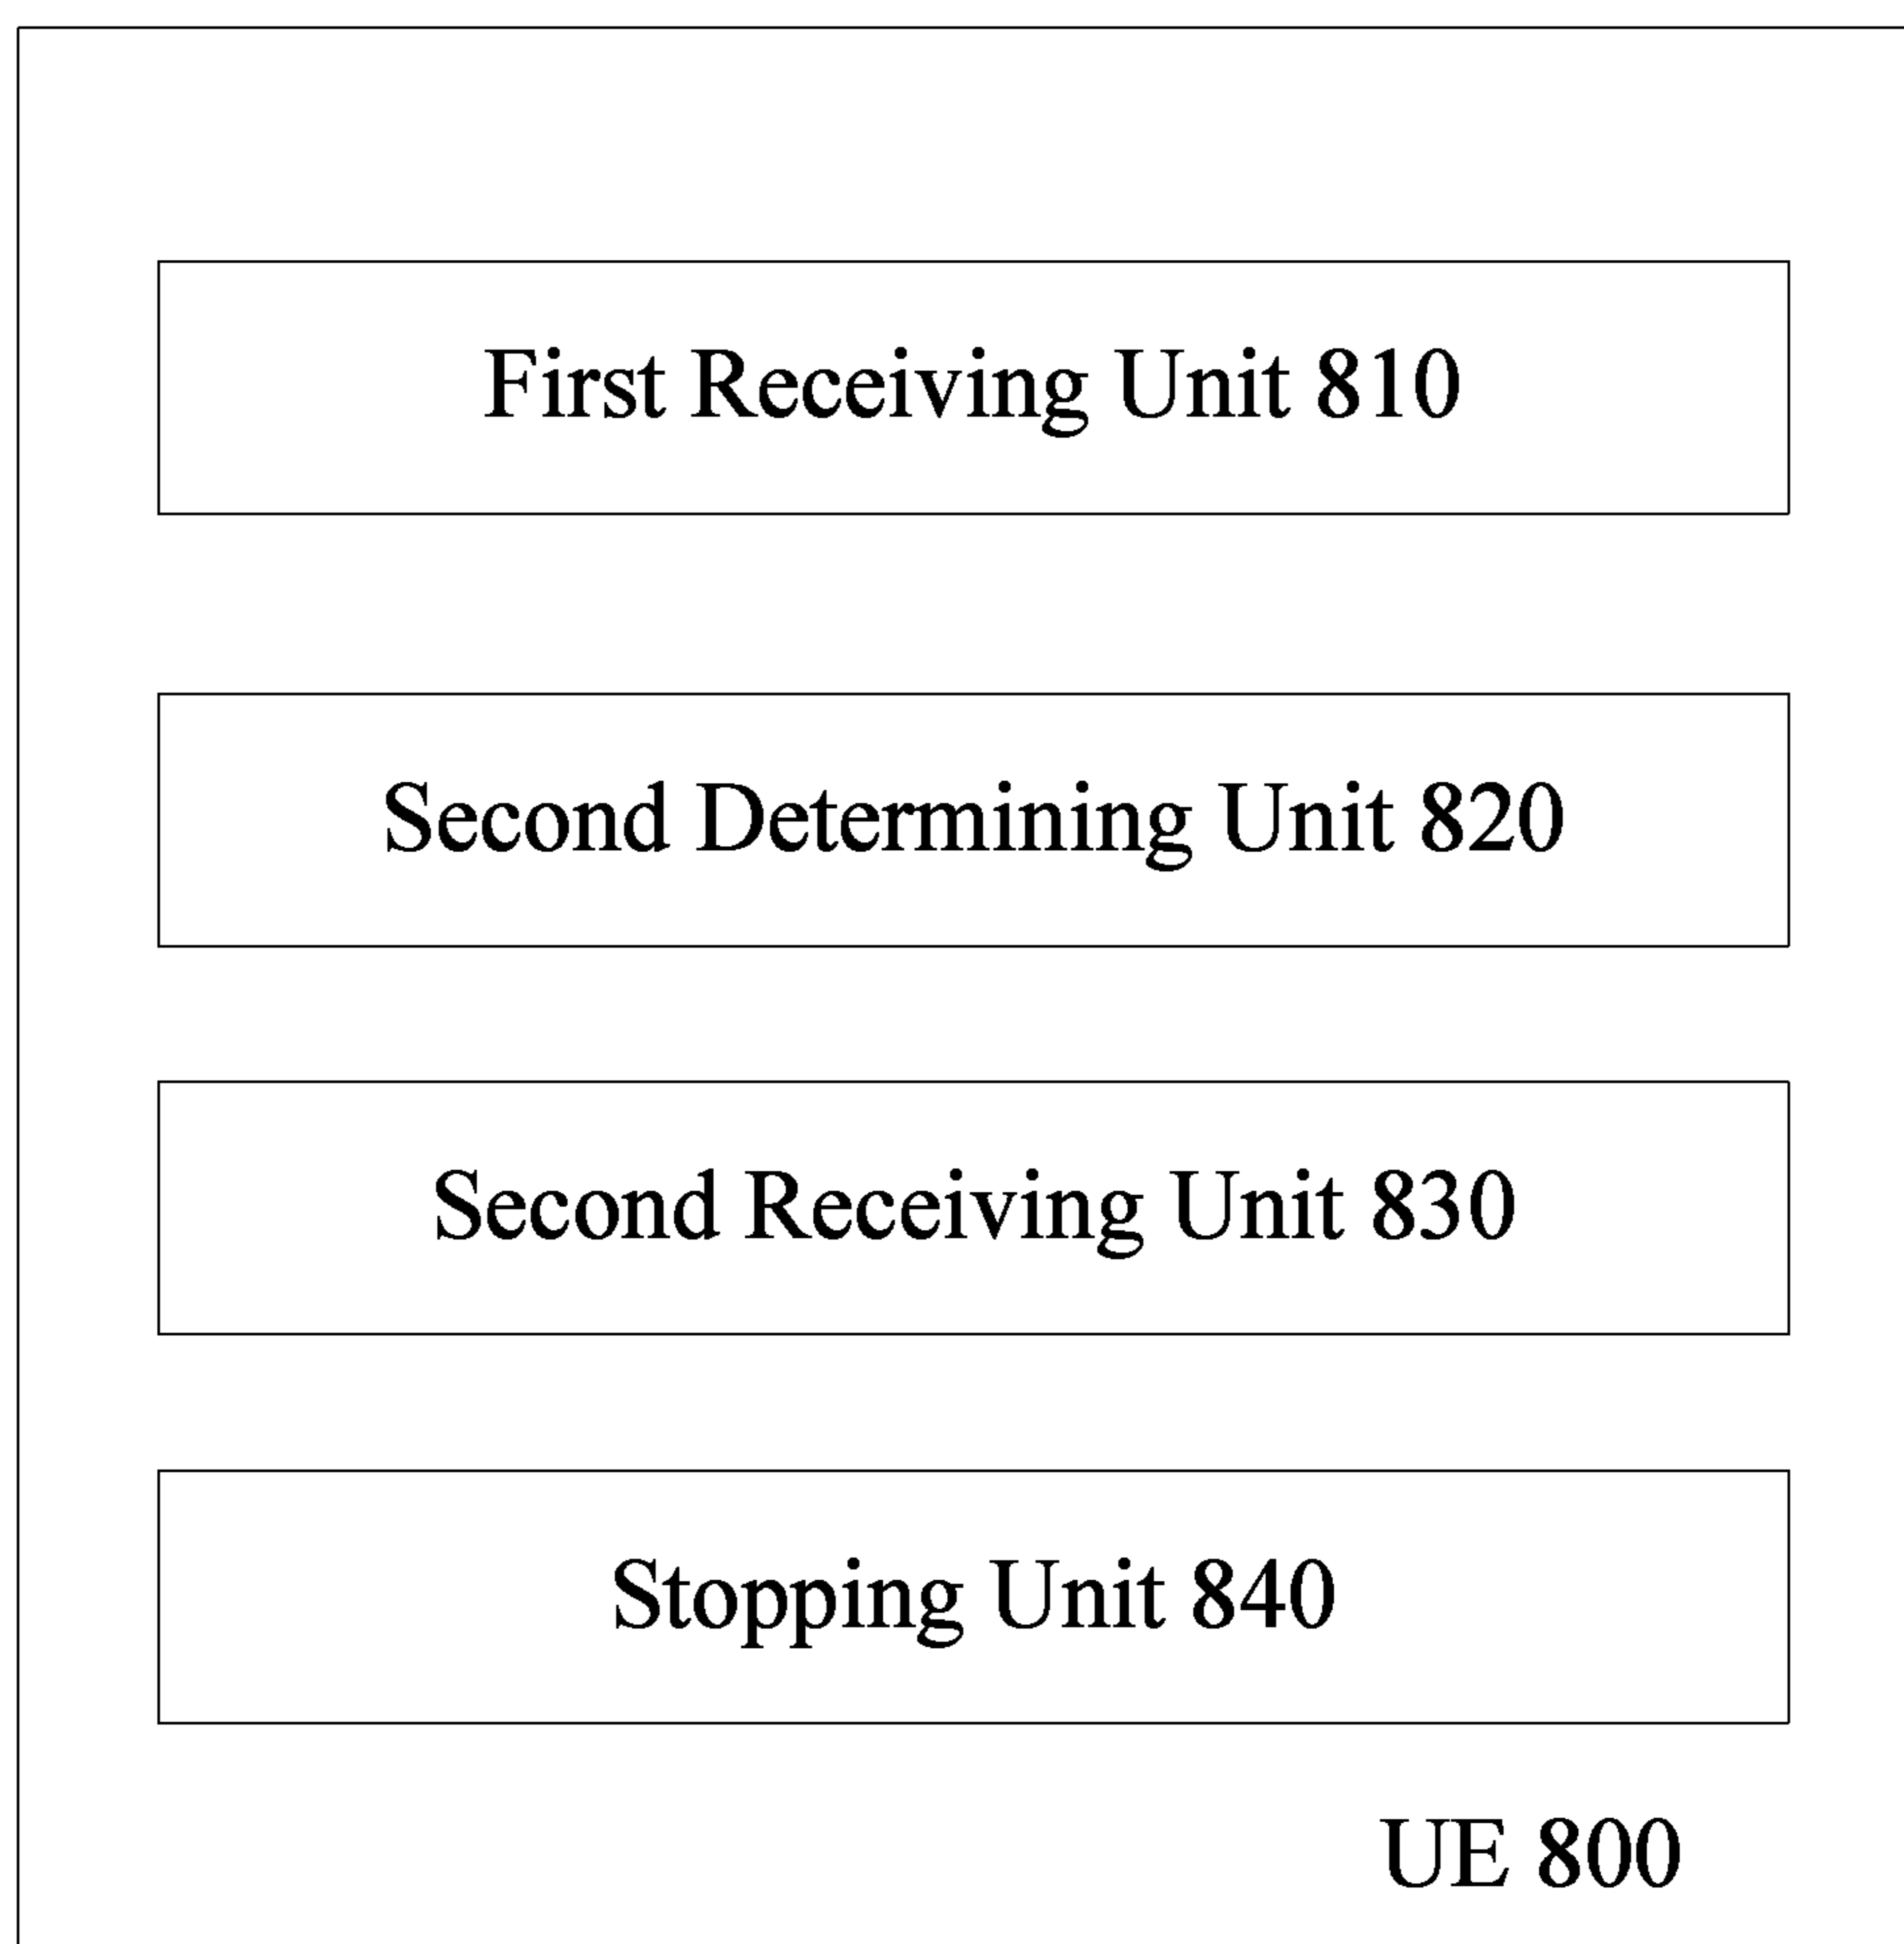 First Receiving Unit 810
Second Determining Unit 820
Second Receiving Unit 830
Stopping Unit 840
UE 800